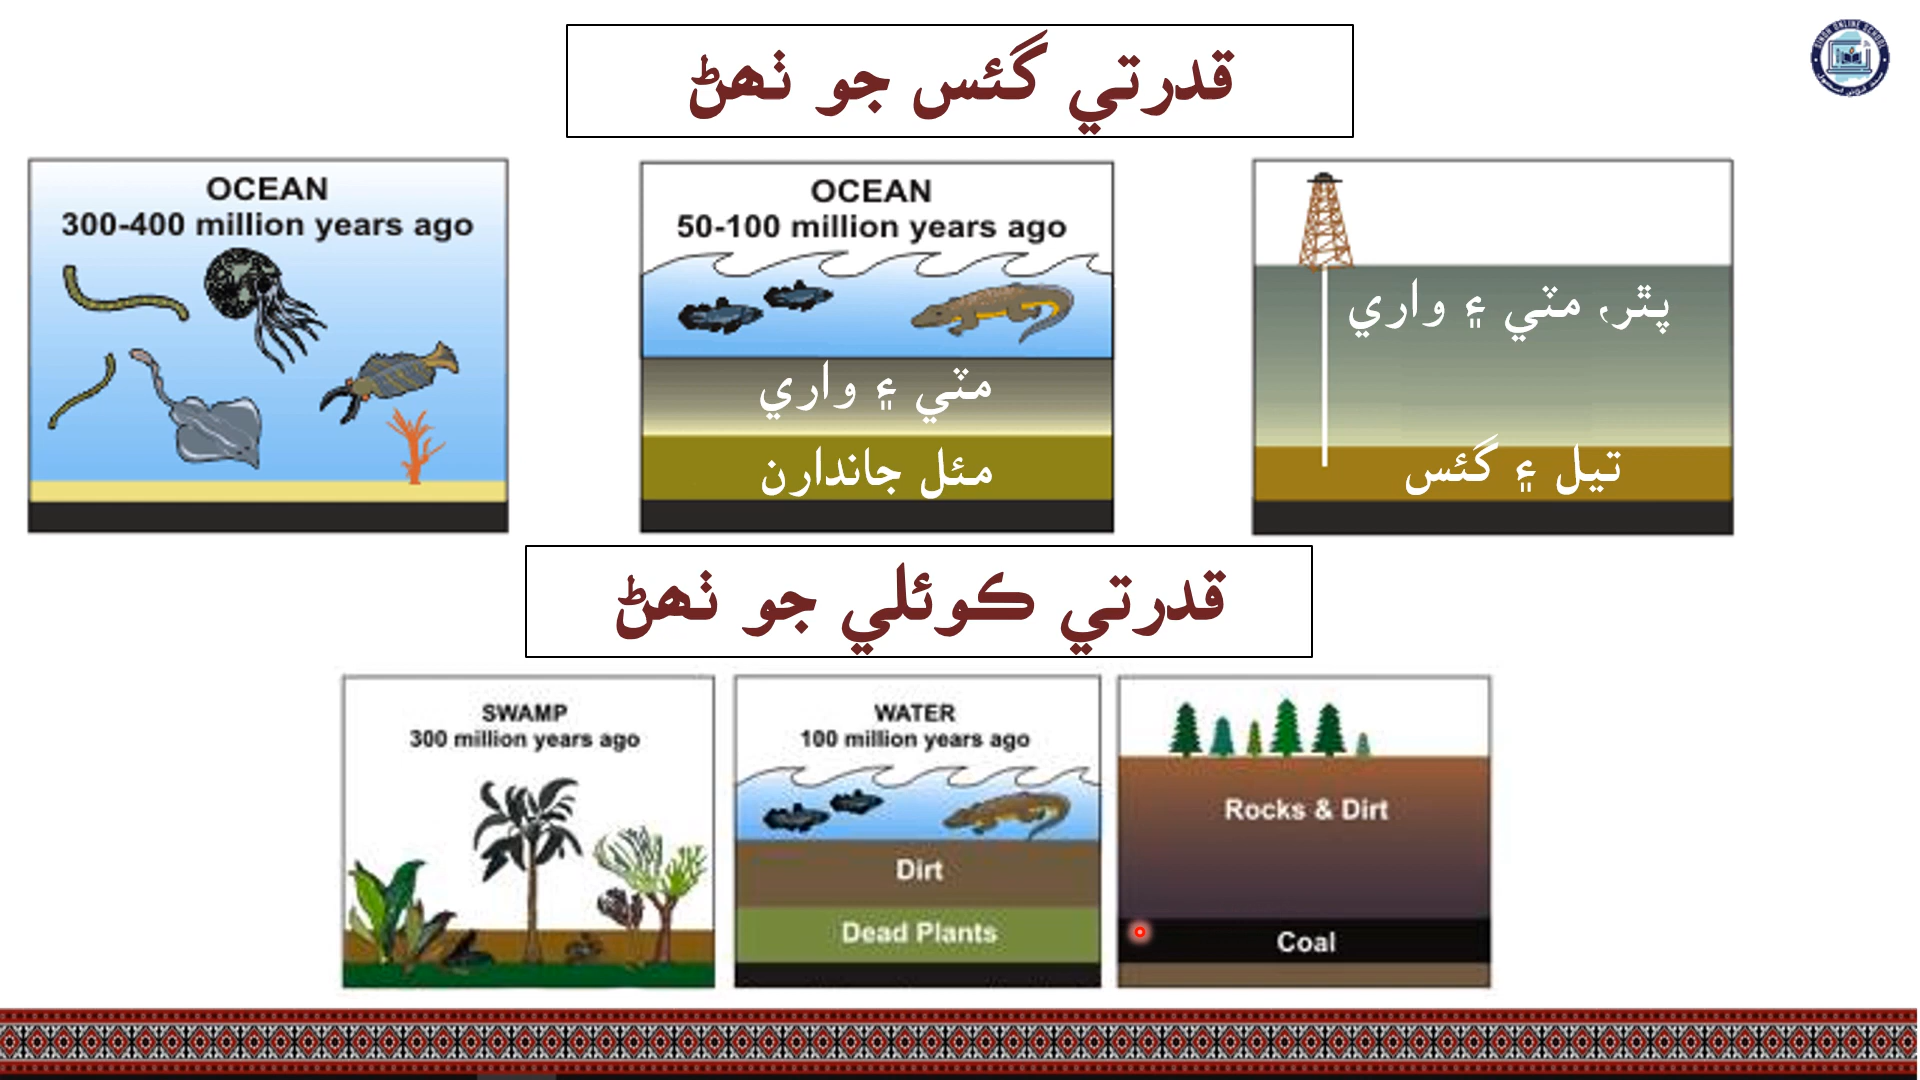 قدرتي گئس جو ٺهڻ
OCEAN
300-400 million years ago
OCEAN
50-100 million years ago
مٽي ۽ واري
مئل جاندارن
پٿر، مٽي ۽ واري
تيل ۽ گئس
قدرتي ڪوئلي جو ٺهڻ
SWAMP
300 million years ago
WATER
100 million years ago
Dirt
Dead Plants
Rocks & Dirt
Coal